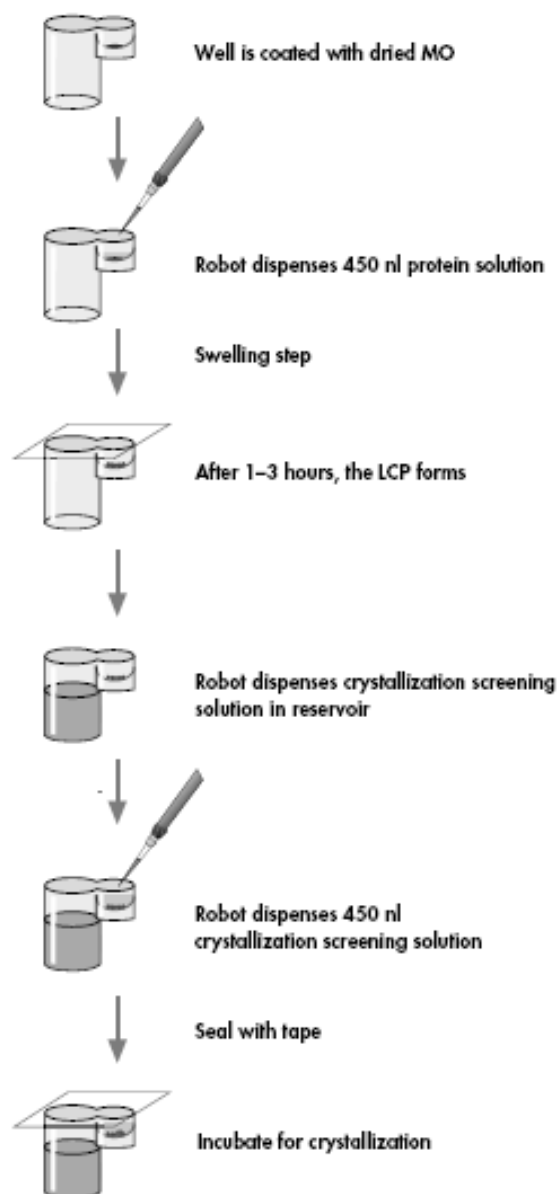 Well is coated with dried MO
Robot dispenses 450 nl protein solution
Swelling step
After 1–3 hours, the LCP forms
Robot dispenses crystallization screening
solution in reservoir
Robot dispenses 450 nl
crystallization screening solution
Seal with tape
Incubate for crystallization